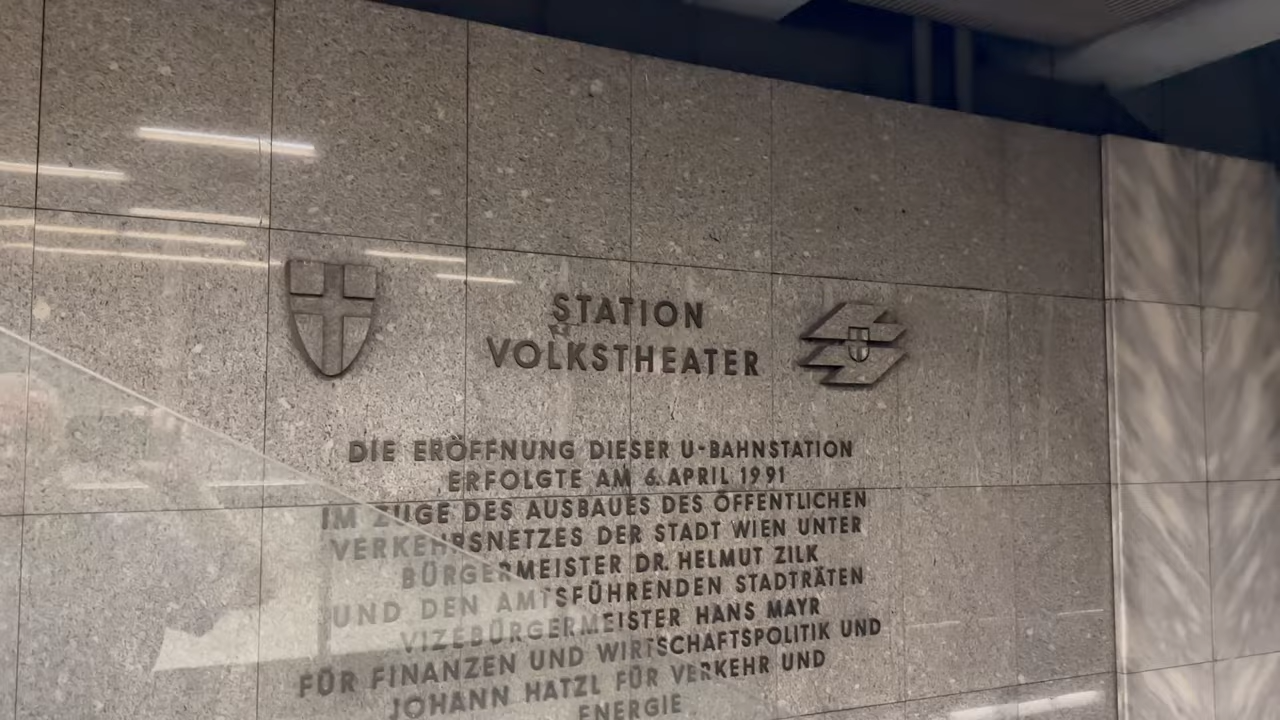 STATION
VOLKSTHEATER
DIE ERÖFFNUNG DIESER U-BAHNSTATION
ERFOLGTE AM 6. APRIL 1991
IM ZUGE DES AUSBAUES DES ÖFFENTLICHEN
VERKEHRSNETZES DER STADT WIEN UNTER
BÜRGERMEISTER DR. HELMUT ZILK
UND DEN AMTSFÜHRENDEN STADTRÄTEN
VIZEBÜRGERMEISTER HANS MAYR
FÜR FINANZEN UND WIRTSCHAFTSPOLITIK UND
JOHANN HATZL FÜR VERKEHR UND
ENERGIE